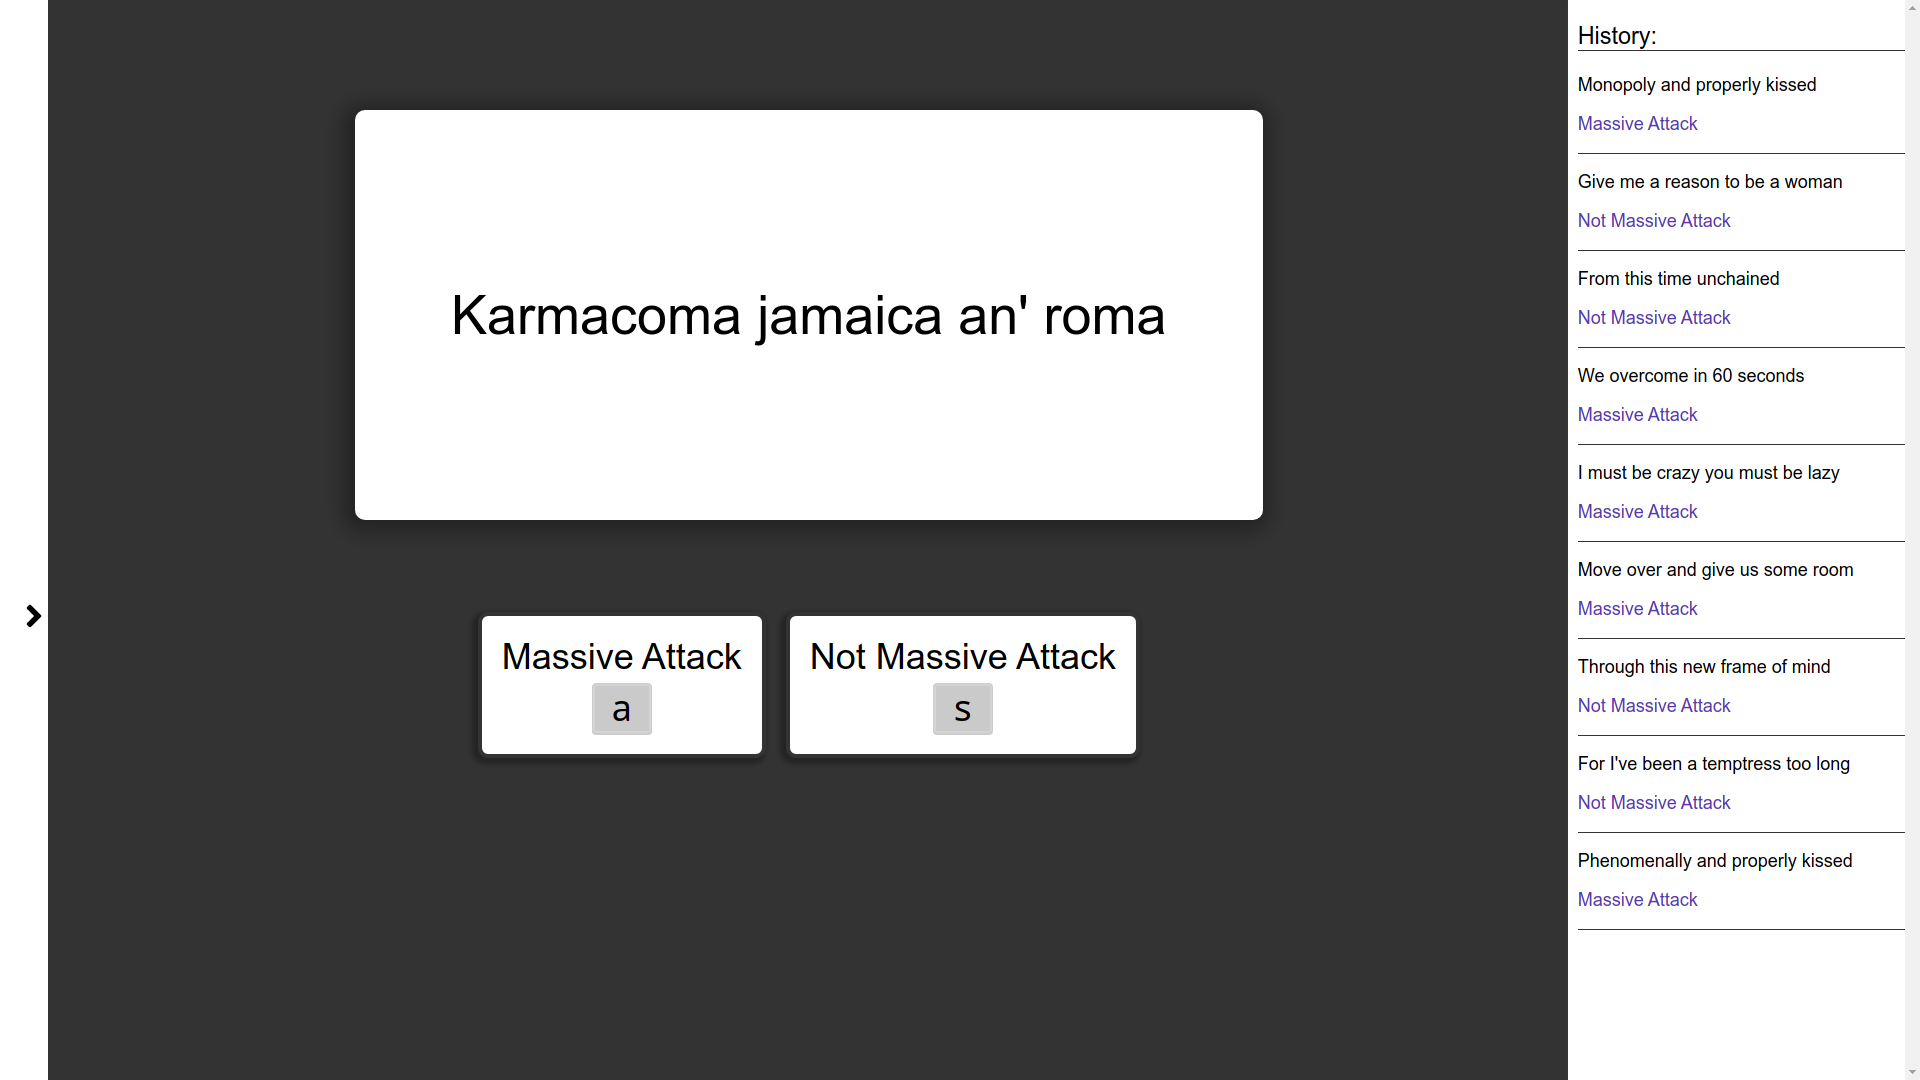 Karmacoma jamaica an' roma
Massive Attack
a
Not Massive Attack
s
History:
Monopoly and properly kissed
Massive Attack
Give me a reason to be a woman
Not Massive Attack
From this time unchained
Not Massive Attack
We overcome in 60 seconds
Massive Attack
I must be crazy you must be lazy
Massive Attack
Move over and give us some room
Massive Attack
Through this new frame of mind
Not Massive Attack
For I've been a temptress too long
Not Massive Attack
Phenomenally and properly kissed
Massive Attack